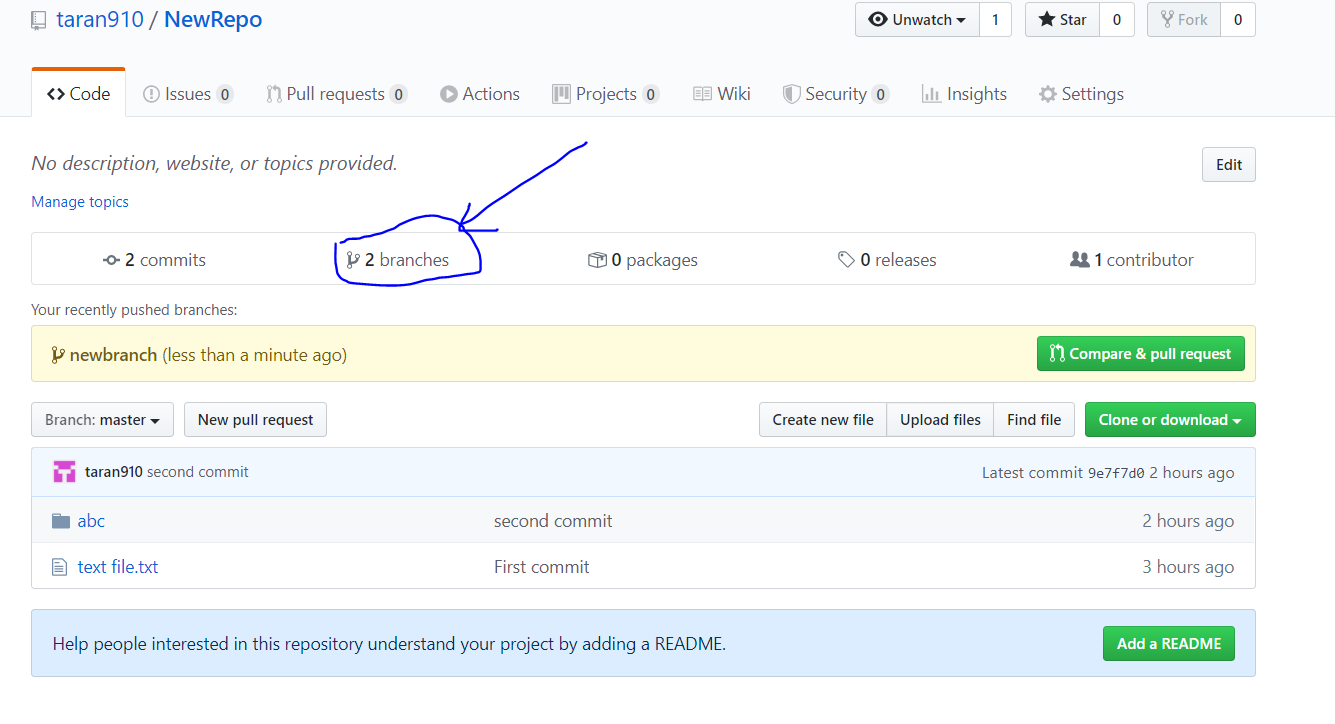 taran910 / NewRepo
Unwatch 1 Star 0 Fork 0
Code Issues 0 Pull requests 0 Actions Projects 0 Wiki Security 0 Insights Settings
No description, website, or topics provided. Edit
Manage topics
2 commits 2 branches 0 packages 0 releases 1 contributor
Your recently pushed branches:
newbranch (less than a minute ago) Compare & pull request
Branch: master New pull request Create new file Upload files Find file Clone or download
taran910 second commit Latest commit 9e7f7d0 2 hours ago
abc second commit 2 hours ago
text file.txt First commit 3 hours ago
Help people interested in this repository understand your project by adding a README. Add a README